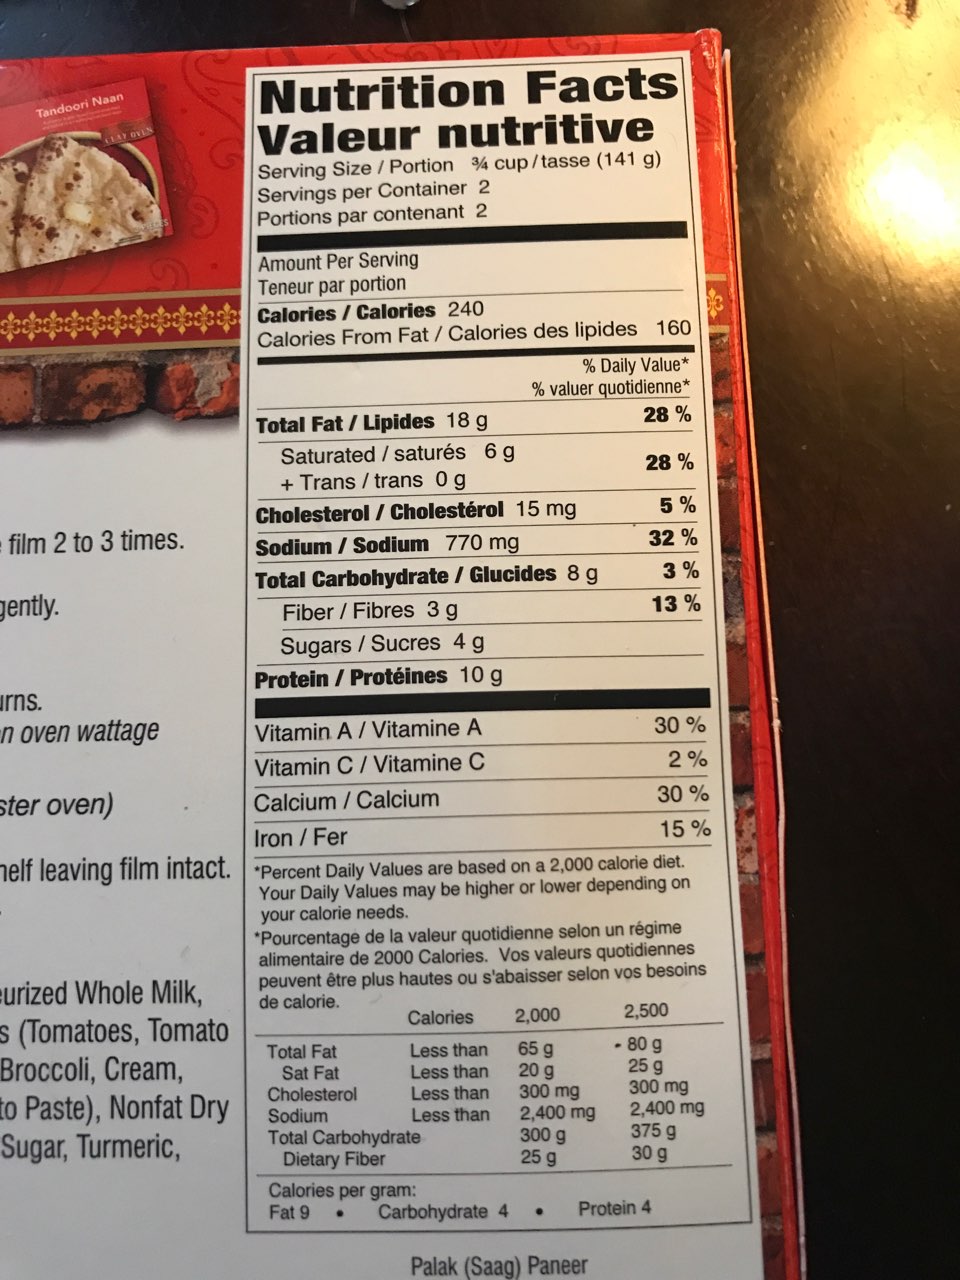 Tandoori Naan
CLAY OVEN
Nutrition Facts
Valeur nutritive
Serving Size / Portion ¾ cup / tasse (141 g)
Servings per Container 2
Portions par contenant 2
Amount Per Serving
Teneur par portion
Calories / Calories 240
Calories From Fat / Calories des lipides 160
% Daily Value*
% valuer quotidienne*
Total Fat / Lipides 18 g 28 %
Saturated / saturés 6 g
+ Trans / trans 0 g 28 %
Cholesterol / Cholestérol 15 mg 5 %
Sodium / Sodium 770 mg 32 %
Total Carbohydrate / Glucides 8 g 3 %
Fiber / Fibres 3 g 13 %
Sugars / Sucres 4 g
Protein / Protéines 10 g
Vitamin A / Vitamine A 30 %
Vitamin C / Vitamine C 2 %
Calcium / Calcium 30 %
Iron / Fer 15 %
*Percent Daily Values are based on a 2,000 calorie diet.
Your Daily Values may be higher or lower depending on
your calorie needs.
*Pourcentage de la valeur quotidienne selon un régime
alimentaire de 2000 Calories. Vos valeurs quotidiennes
peuvent être plus hautes ou s'abaisser selon vos besoins
de calorie.
Calories 2,000 2,500
Total Fat Less than 65 g 80 g
Sat Fat Less than 20 g 25 g
Cholesterol Less than 300 mg 300 mg
Sodium Less than 2,400 mg 2,400 mg
Total Carbohydrate 300 g 375 g
Dietary Fiber 25 g 30 g
Calories per gram:
Fat 9 • Carbohydrate 4 • Protein 4
Palak (Saag) Paneer
film 2 to 3 times.
gently.
urns.
n oven wattage
ster oven)
helf leaving film intact.
eurized Whole Milk,
s (Tomatoes, Tomato
Broccoli, Cream,
to Paste), Nonfat Dry
Sugar, Turmeric,